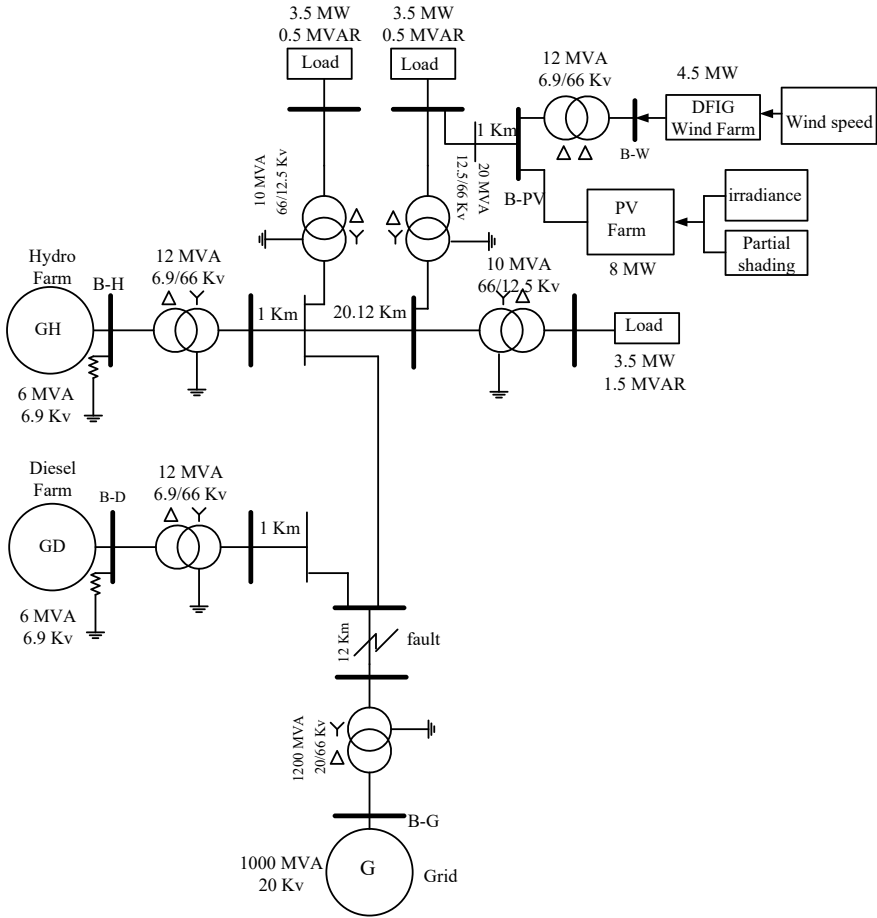 3.5 MW
0.5 MVAR
Load
3.5 MW
0.5 MVAR
Load
12 MVA
6.9/66 Kv
4.5 MW
DFIG
Wind Farm
Wind speed
B-W
1 Km
B-PV
10 MVA
66/12.5 Kv
20 MVA
12.5/66 Kv
PV
Farm
8 MW
irradiance
Partial
shading
Hydro
Farm
B-H
12 MVA
6.9/66 Kv
GH
6 MVA
6.9 Kv
1 Km
20.12 Km
10 MVA
66/12.5 Kv
Load
3.5 MW
1.5 MVAR
Diesel
Farm
B-D
12 MVA
6.9/66 Kv
GD
6 MVA
6.9 Kv
1 Km
12 Km
fault
1200 MVA
20/66 Kv
B-G
1000 MVA
20 Kv
G
Grid